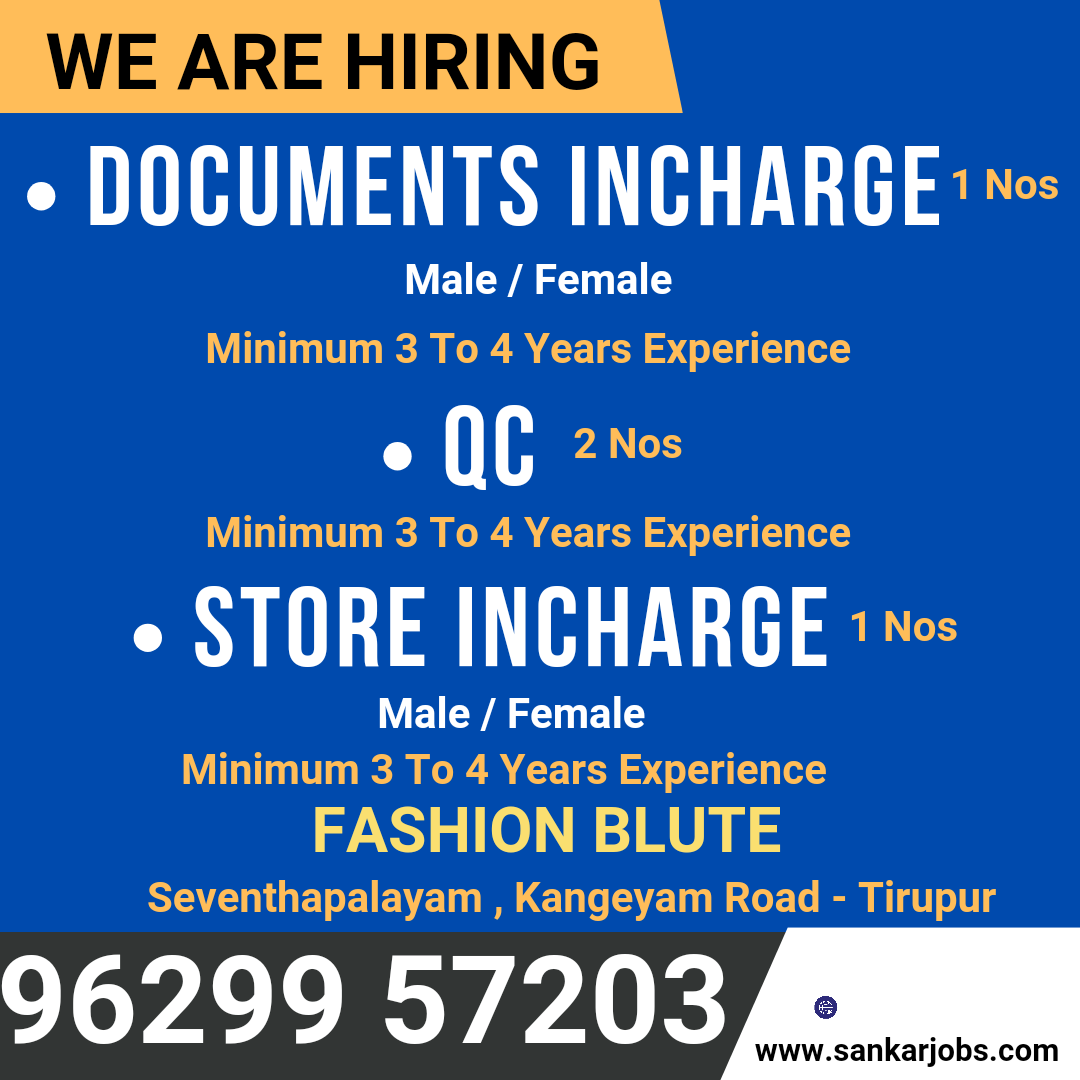 WE ARE HIRING
• DOCUMENTS INCHARGE 1 Nos
Male / Female
Minimum 3 To 4 Years Experience
• QC 2 Nos
Minimum 3 To 4 Years Experience
• STORE INCHARGE 1 Nos
Male / Female
Minimum 3 To 4 Years Experience
FASHION BLUTE
Seventhapalayam , Kangeyam Road - Tirupur
96299 57203
www.sankarjobs.com